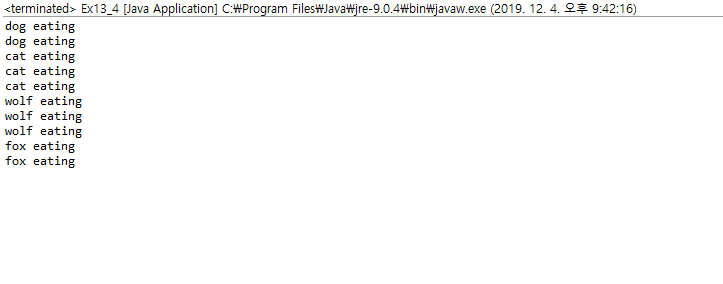 <terminated> Ex13_4 [Java Application] C:₩Program Files₩Java₩jre-9.0.4₩bin₩javaw.exe (2019. 12. 4. 오후 9:42:16)
dog eating
dog eating
cat eating
cat eating
cat eating
wolf eating
wolf eating
wolf eating
fox eating
fox eating